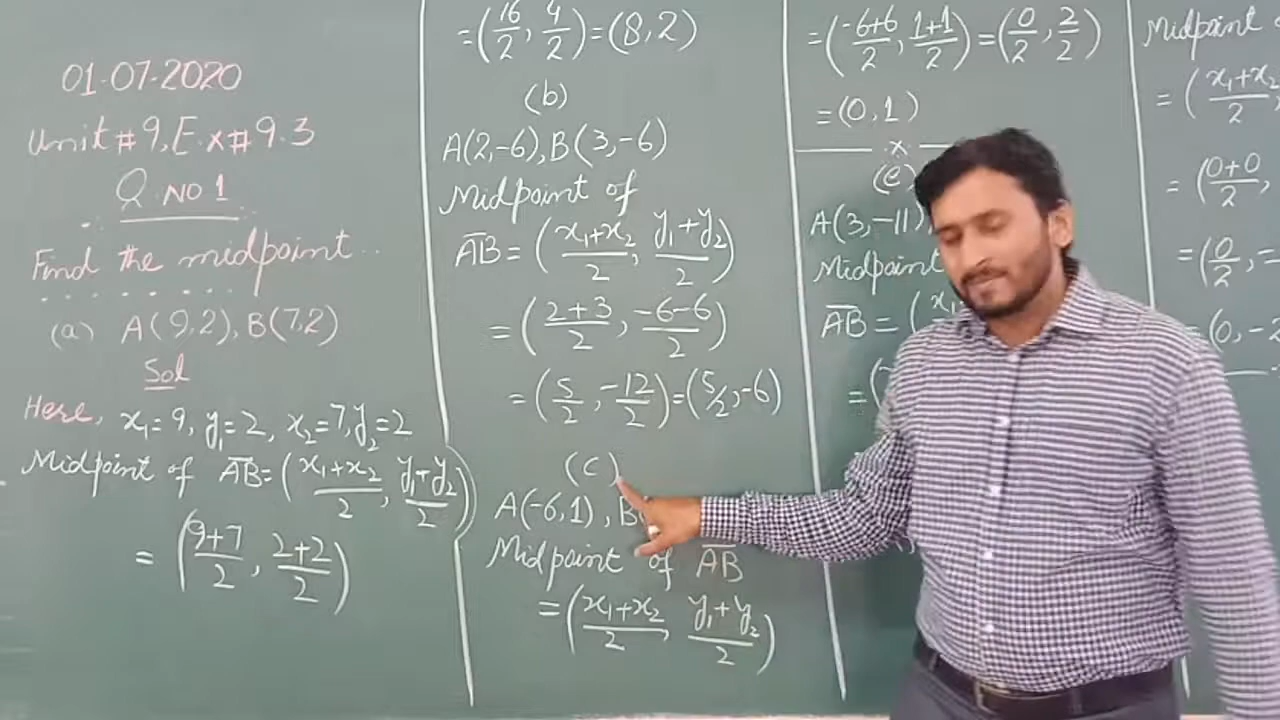 01-07-2020
Unit # 9, Ex # 9.3
Q. NO 1
Find the midpoint..
(a) A(9,2), B(7,2)
Sol
Here, x₁=9, y₁=2, x₂=7, y₂=2
Midpoint of A̅B̅=(x₁+x₂/2, y₁+y₂/2)
= (9+7/2, 2+2/2)
=(16/2, 4/2)=(8,2)
(b)
A(2,-6), B(3,-6)
Midpoint of
A̅B̅=(x₁+x₂/2, y₁+y₂/2)
=(2+3/2, -6-6/2)
=(5/2, -12/2)=(5/2,-6)
(c)
A(-6,1), B
Midpoint of A̅B̅
=(x₁+x₂/2, y₁+y₂/2)
=(-6+6/2, 1+1/2)=(0/2, 2/2)
=(0,1)
x
(e)
A(3,-11),
Midpoint
A̅B̅=(x₁
=(
Midpoint
=(x₁+x₂/2,
=(0+0/2,
=(0/2, -
=(0,-2